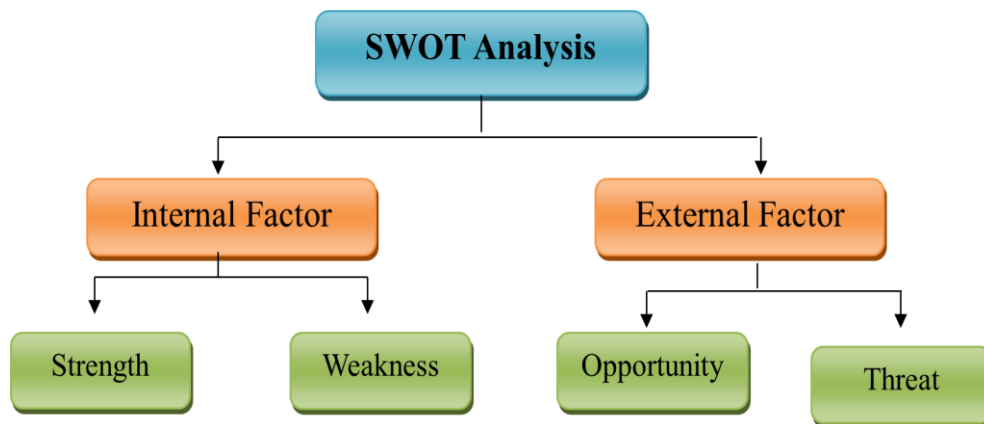 SWOT Analysis
Internal Factor
External Factor
Strength
Weakness
Opportunity
Threat